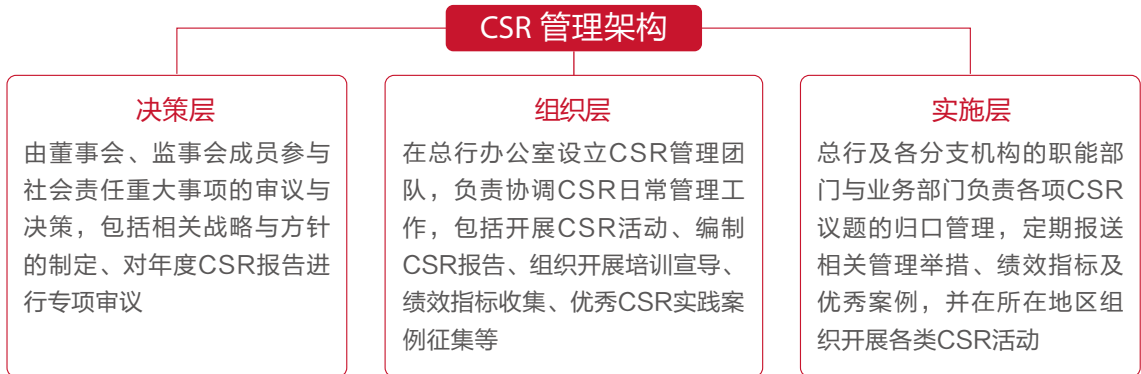 CSR 管理架构
决策层
由董事会、监事会成员参与
社会责任重大事项的审议与
决策，包括相关战略与方针
的制定、对年度CSR报告进
行专项审议
组织层
在总行办公室设立CSR管理团
队，负责协调CSR日常管理工
作，包括开展CSR活动、编制
CSR报告、组织开展培训宣导、
绩效指标收集、优秀CSR实践案
例征集等
实施层
总行及各分支机构的职能部
门与业务部门负责各项CSR
议题的归口管理，定期报送
相关管理举措、绩效指标及
优秀案例，并在所在地区组
织开展各类CSR活动